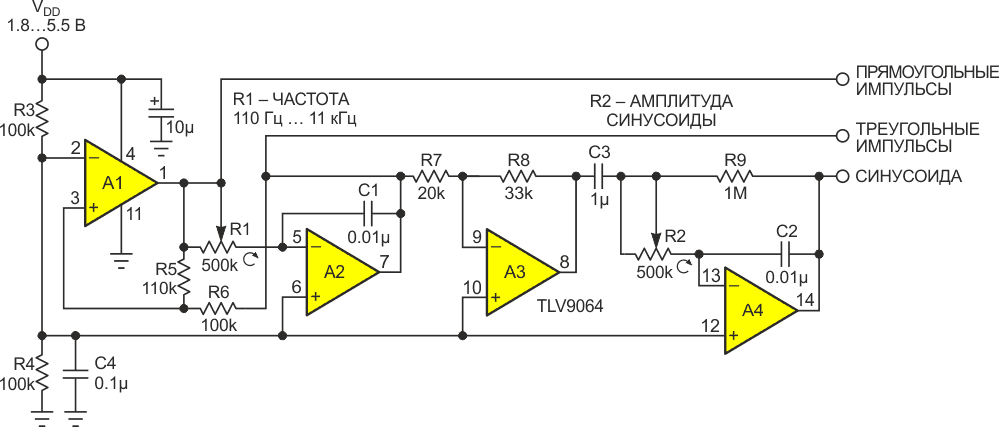 VDD
1.8...5.5 В
R3
100k
+
10µ
2
−
4
A1
1
3
+
11
R1 – ЧАСТОТА
110 Гц ... 11 кГц
R2 – АМПЛИТУДА
СИНУСОИДЫ
ПРЯМОУГОЛЬНЫЕ
ИМПУЛЬСЫ
ТРЕУГОЛЬНЫЕ
ИМПУЛЬСЫ
СИНУСОИДА
R1
500k
R5
110k
R6
100k
C1
0.01µ
5
−
A2
7
6
+
R7
20k
R8
33k
C3
1µ
R9
1M
9
−
A3
8
10
+
TLV9064
R2
500k
C2
0.01µ
13
−
A4
14
12
+
R4
100k
C4
0.1µ